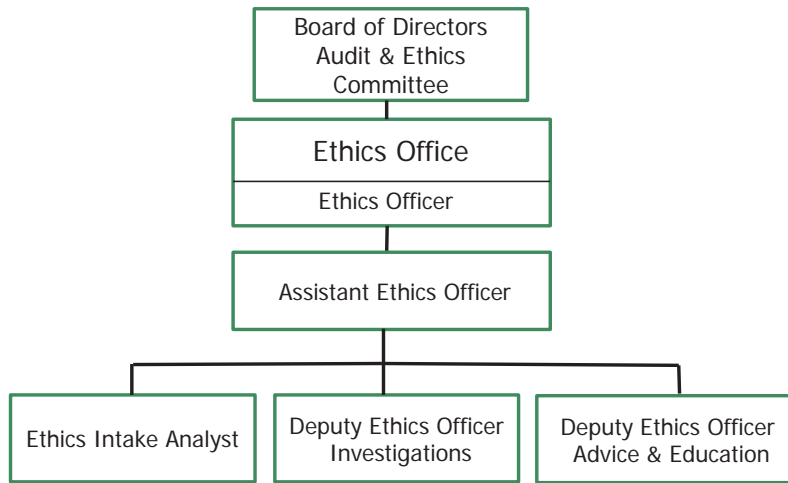 Board of Directors
Audit & Ethics
Committee
Ethics Office
Ethics Officer
Assistant Ethics Officer
Ethics Intake Analyst
Deputy Ethics Officer
Investigations
Deputy Ethics Officer
Advice & Education